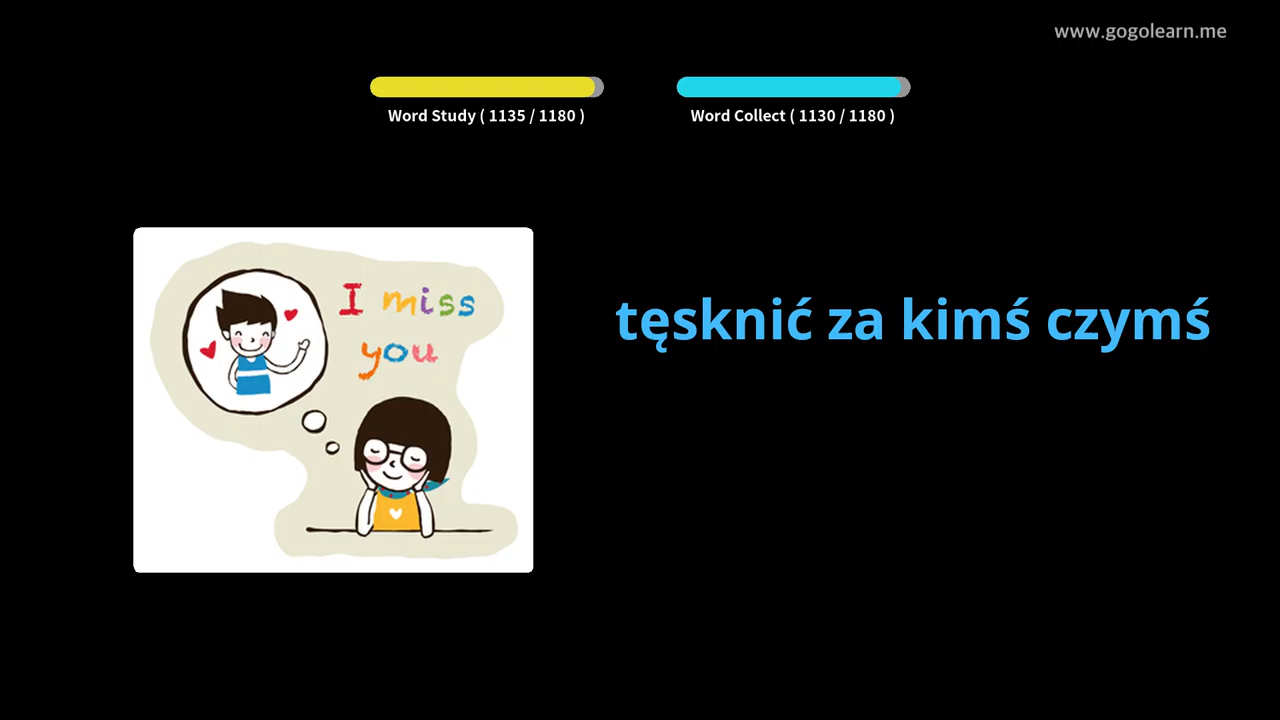 www.gogolearn.me
Word Study ( 1135 / 1180 )
Word Collect ( 1130 / 1180 )
I miss
you
tęsknić za kimś czymś